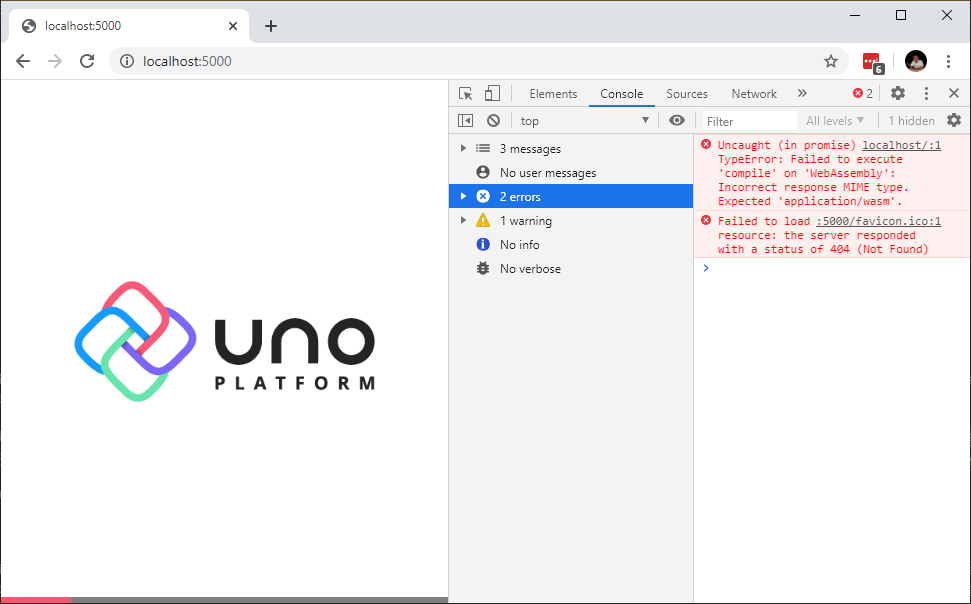 localhost:5000
localhost:5000
6
Elements Console Sources Network » 2
top Filter All levels ▼ 1 hidden
3 messages
No user messages
2 errors
1 warning
No info
No verbose
Uncaught (in promise) localhost/:1
TypeError: Failed to execute
'compile' on 'WebAssembly':
Incorrect response MIME type.
Expected 'application/wasm'.
Failed to load :5000/favicon.ico:1
resource: the server responded
with a status of 404 (Not Found)
uno
PLATFORM